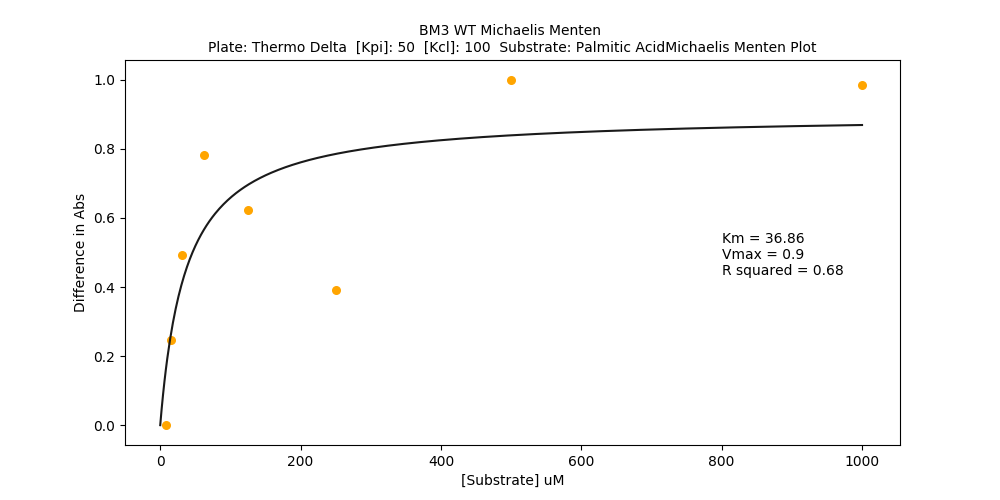 BM3 WT Michaelis Menten
Plate: Thermo Delta  [Kpi]: 50  [Kcl]: 100  Substrate: Palmitic AcidMichaelis Menten Plot
1.0
0.8
0.6
0.4
0.2
0.0
Difference in Abs
Km = 36.86
Vmax = 0.9
R squared = 0.68
0 200 400 600 800 1000
[Substrate] uM